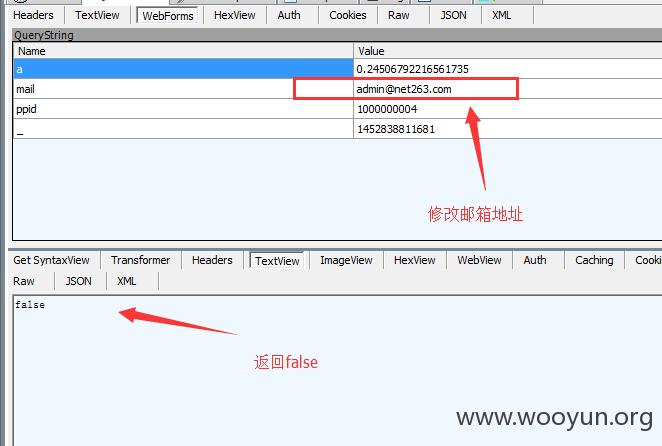 Headers TextView WebForms HexView Auth Cookies Raw JSON XML
QueryString
Name Value
a 0.24506792216561735
mail admin@net263.com
ppid 1000000004
_ 1452838811681
修改邮箱地址
Get SyntaxView Transformer Headers TextView ImageView HexView WebView Auth Caching Cooki
Raw JSON XML
false
返回false
www.wooyun.org